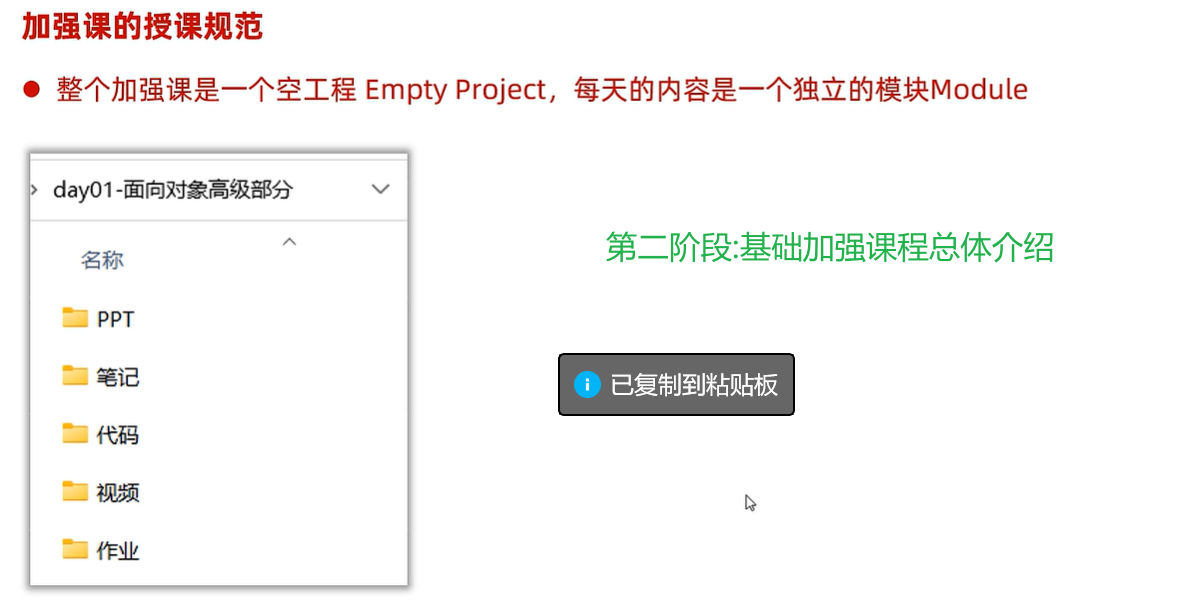 加强课的授课规范
整个加强课是一个空工程 Empty Project，每天的内容是一个独立的模块Module
day01-面向对象高级部分
名称
PPT
笔记
代码
视频
作业
第二阶段:基础加强课程总体介绍
已复制到粘贴板